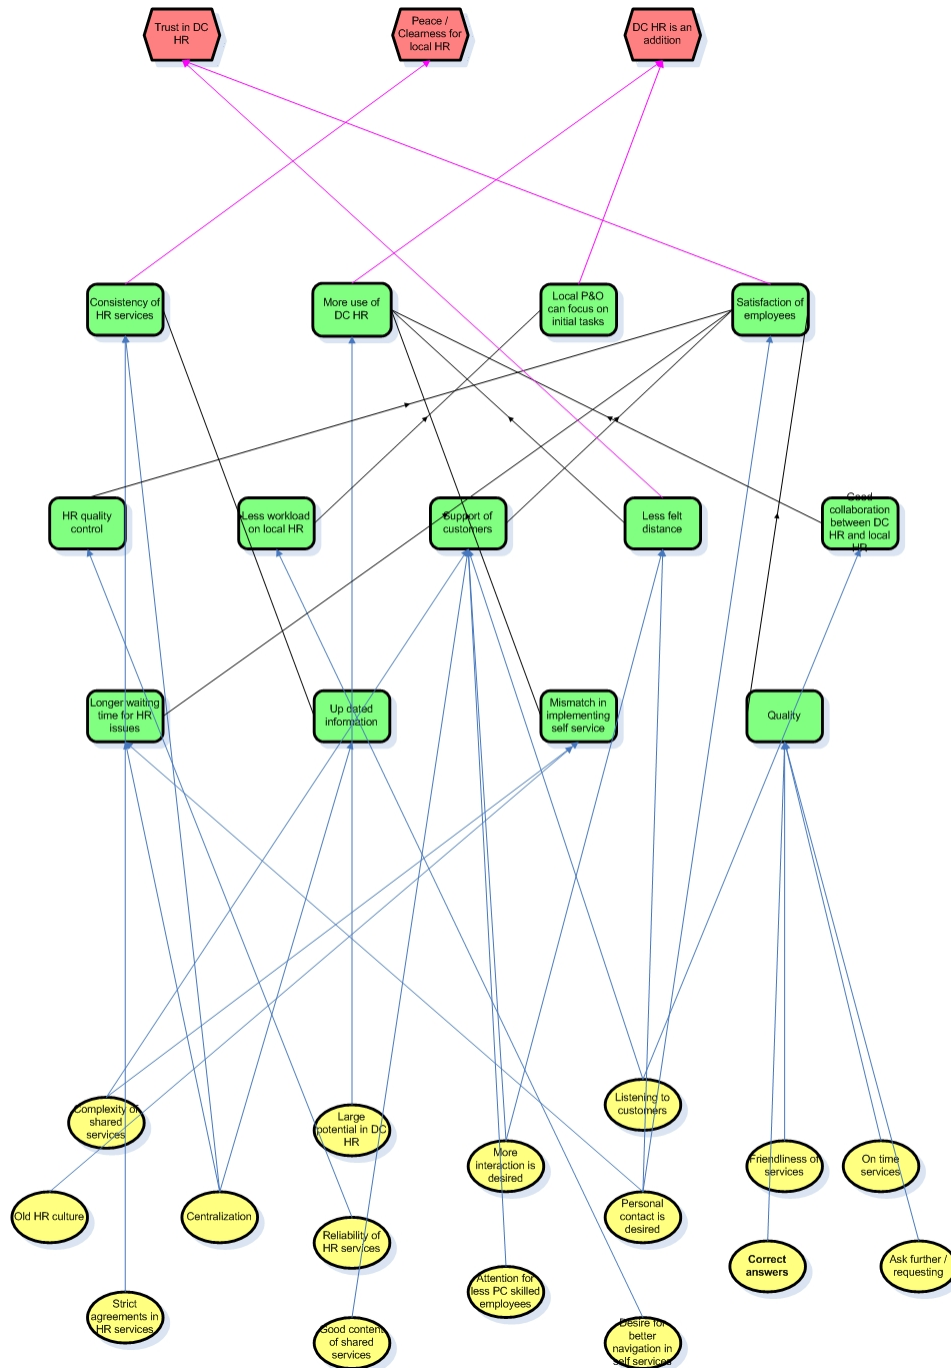 Trust in DC
HR
Peace /
Clearness for
local HR
DC HR is an
addition
Consistency of
HR services
More use of
DC HR
Local P&O
can focus on
initial tasks
Satisfaction of
employees
HR quality
control
Less workload
on local HR
Support of
customers
Less felt
distance
Good
collaboration
between DC
HR and local
HR
Longer waiting
time for HR
issues
Up dated
information
Mismatch in
implementing
self service
Quality
Complexity of
shared
services
Large
potential in DC
HR
Listening to
customers
More
interaction is
desired
Friendliness of
services
On time
services
Old HR culture
Centralization
Reliability of
HR services
Personal
contact is
desired
Correct
answers
Ask further /
requesting
Strict
agreements in
HR services
Attention for
less PC skilled
employees
Good content
of shared
services
Desire for
better
navigation in
self services